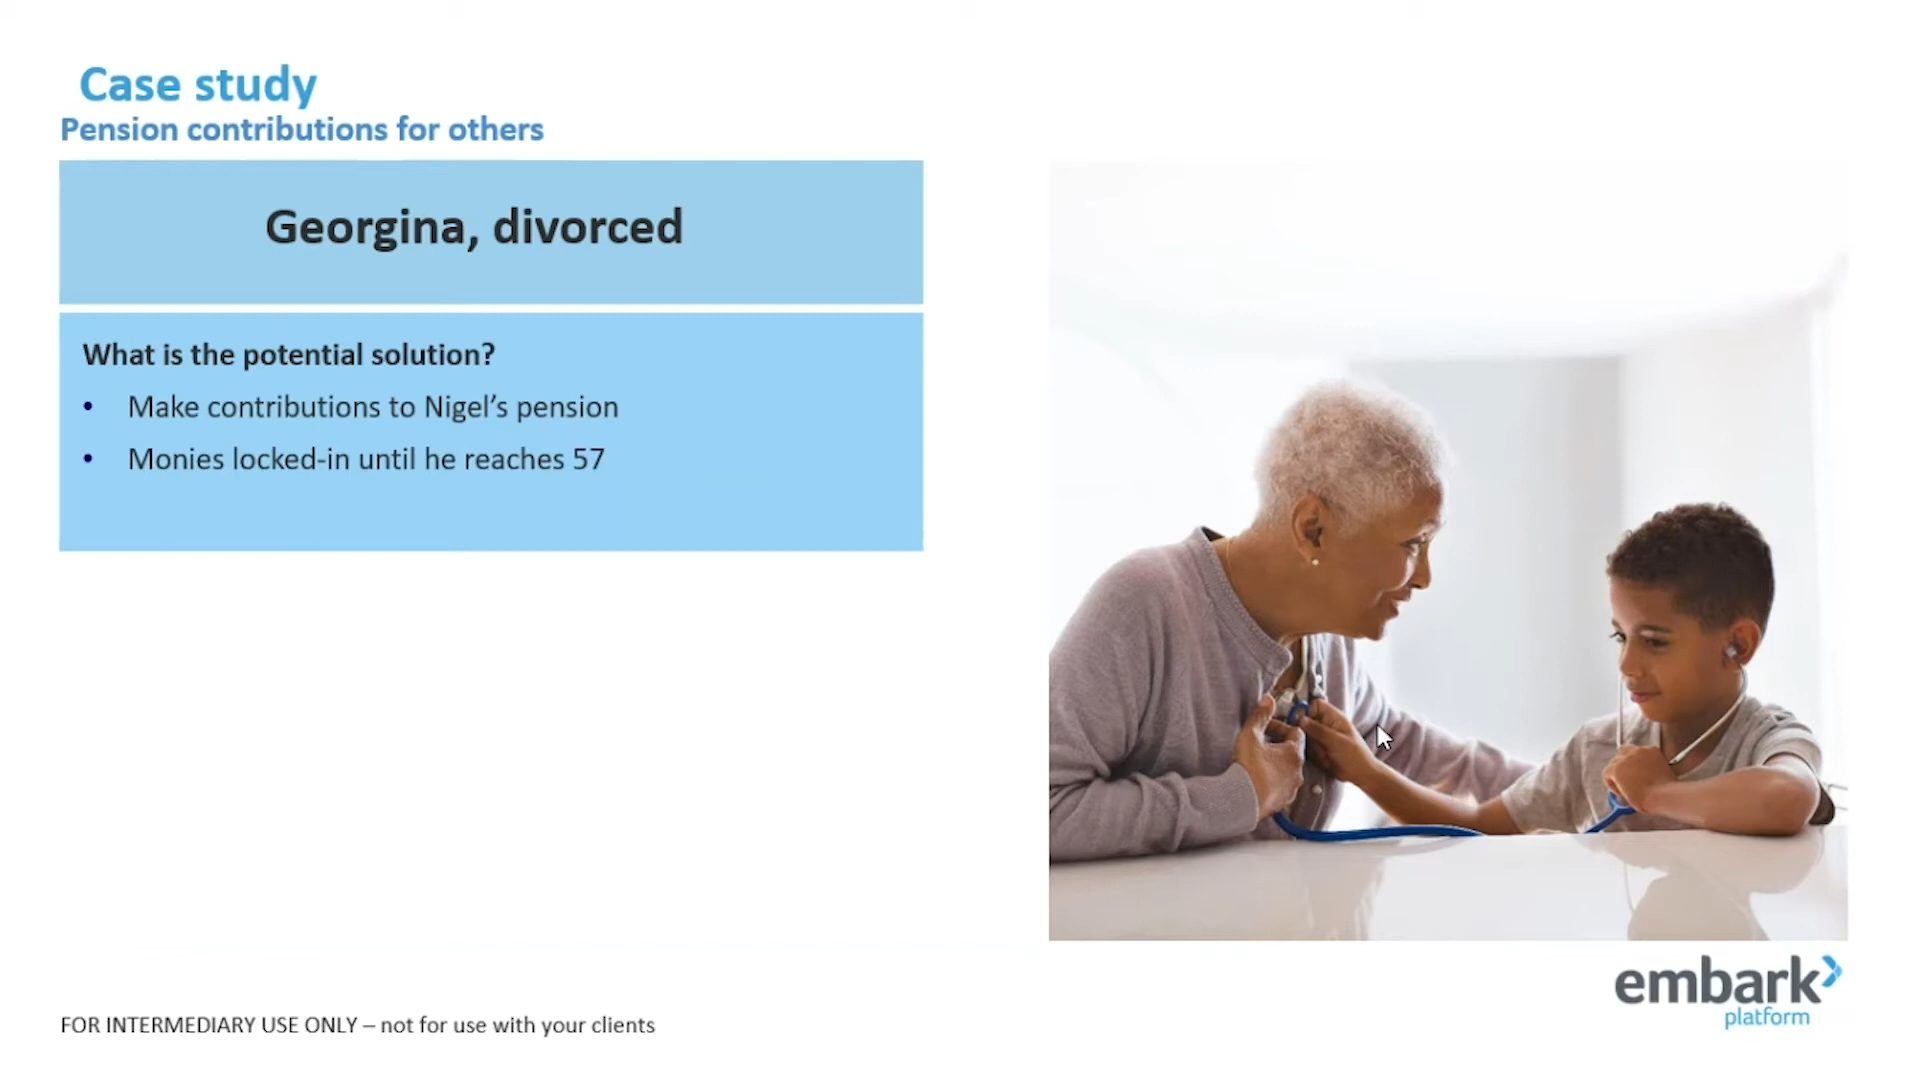 Case study
Pension contributions for others
Georgina, divorced
What is the potential solution?
• Make contributions to Nigel’s pension
• Monies locked-in until he reaches 57
embark
platform
FOR INTERMEDIARY USE ONLY – not for use with your clients